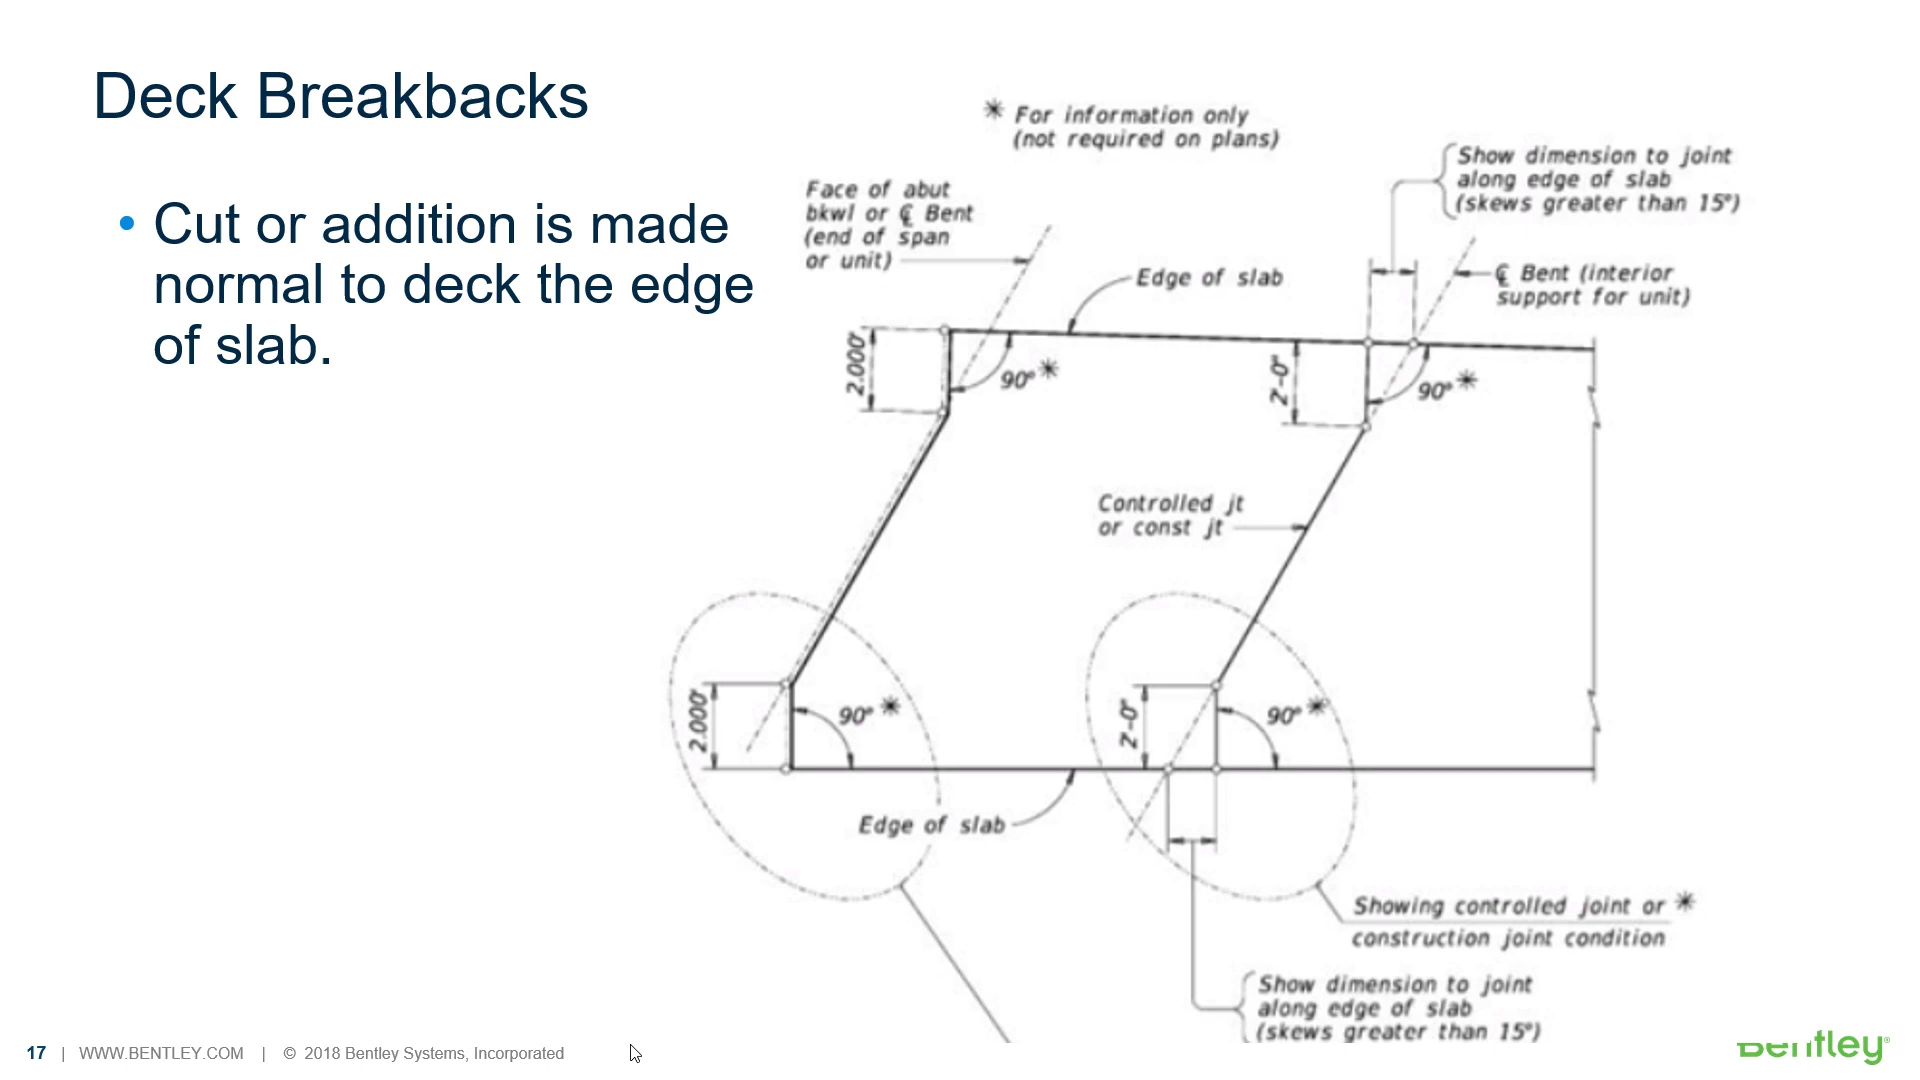 Deck Breakbacks
• Cut or addition is made
normal to deck the edge
of slab.
✳ For information only
(not required on plans)
Face of abut
bkwl or ℄ Bent
(end of span
or unit)
Show dimension to joint
along edge of slab
(skews greater than 15°)
Edge of slab
℄ Bent (interior
support for unit)
2.000'
90° ✳
2'-0"
90° ✳
Controlled jt
or const jt
2.000'
90° ✳
2'-0"
90° ✳
Edge of slab
Showing controlled joint or ✳
construction joint condition
Show dimension to joint
along edge of slab
(skews greater than 15°)
17 | WWW.BENTLEY.COM | © 2018 Bentley Systems, Incorporated
Bentley®